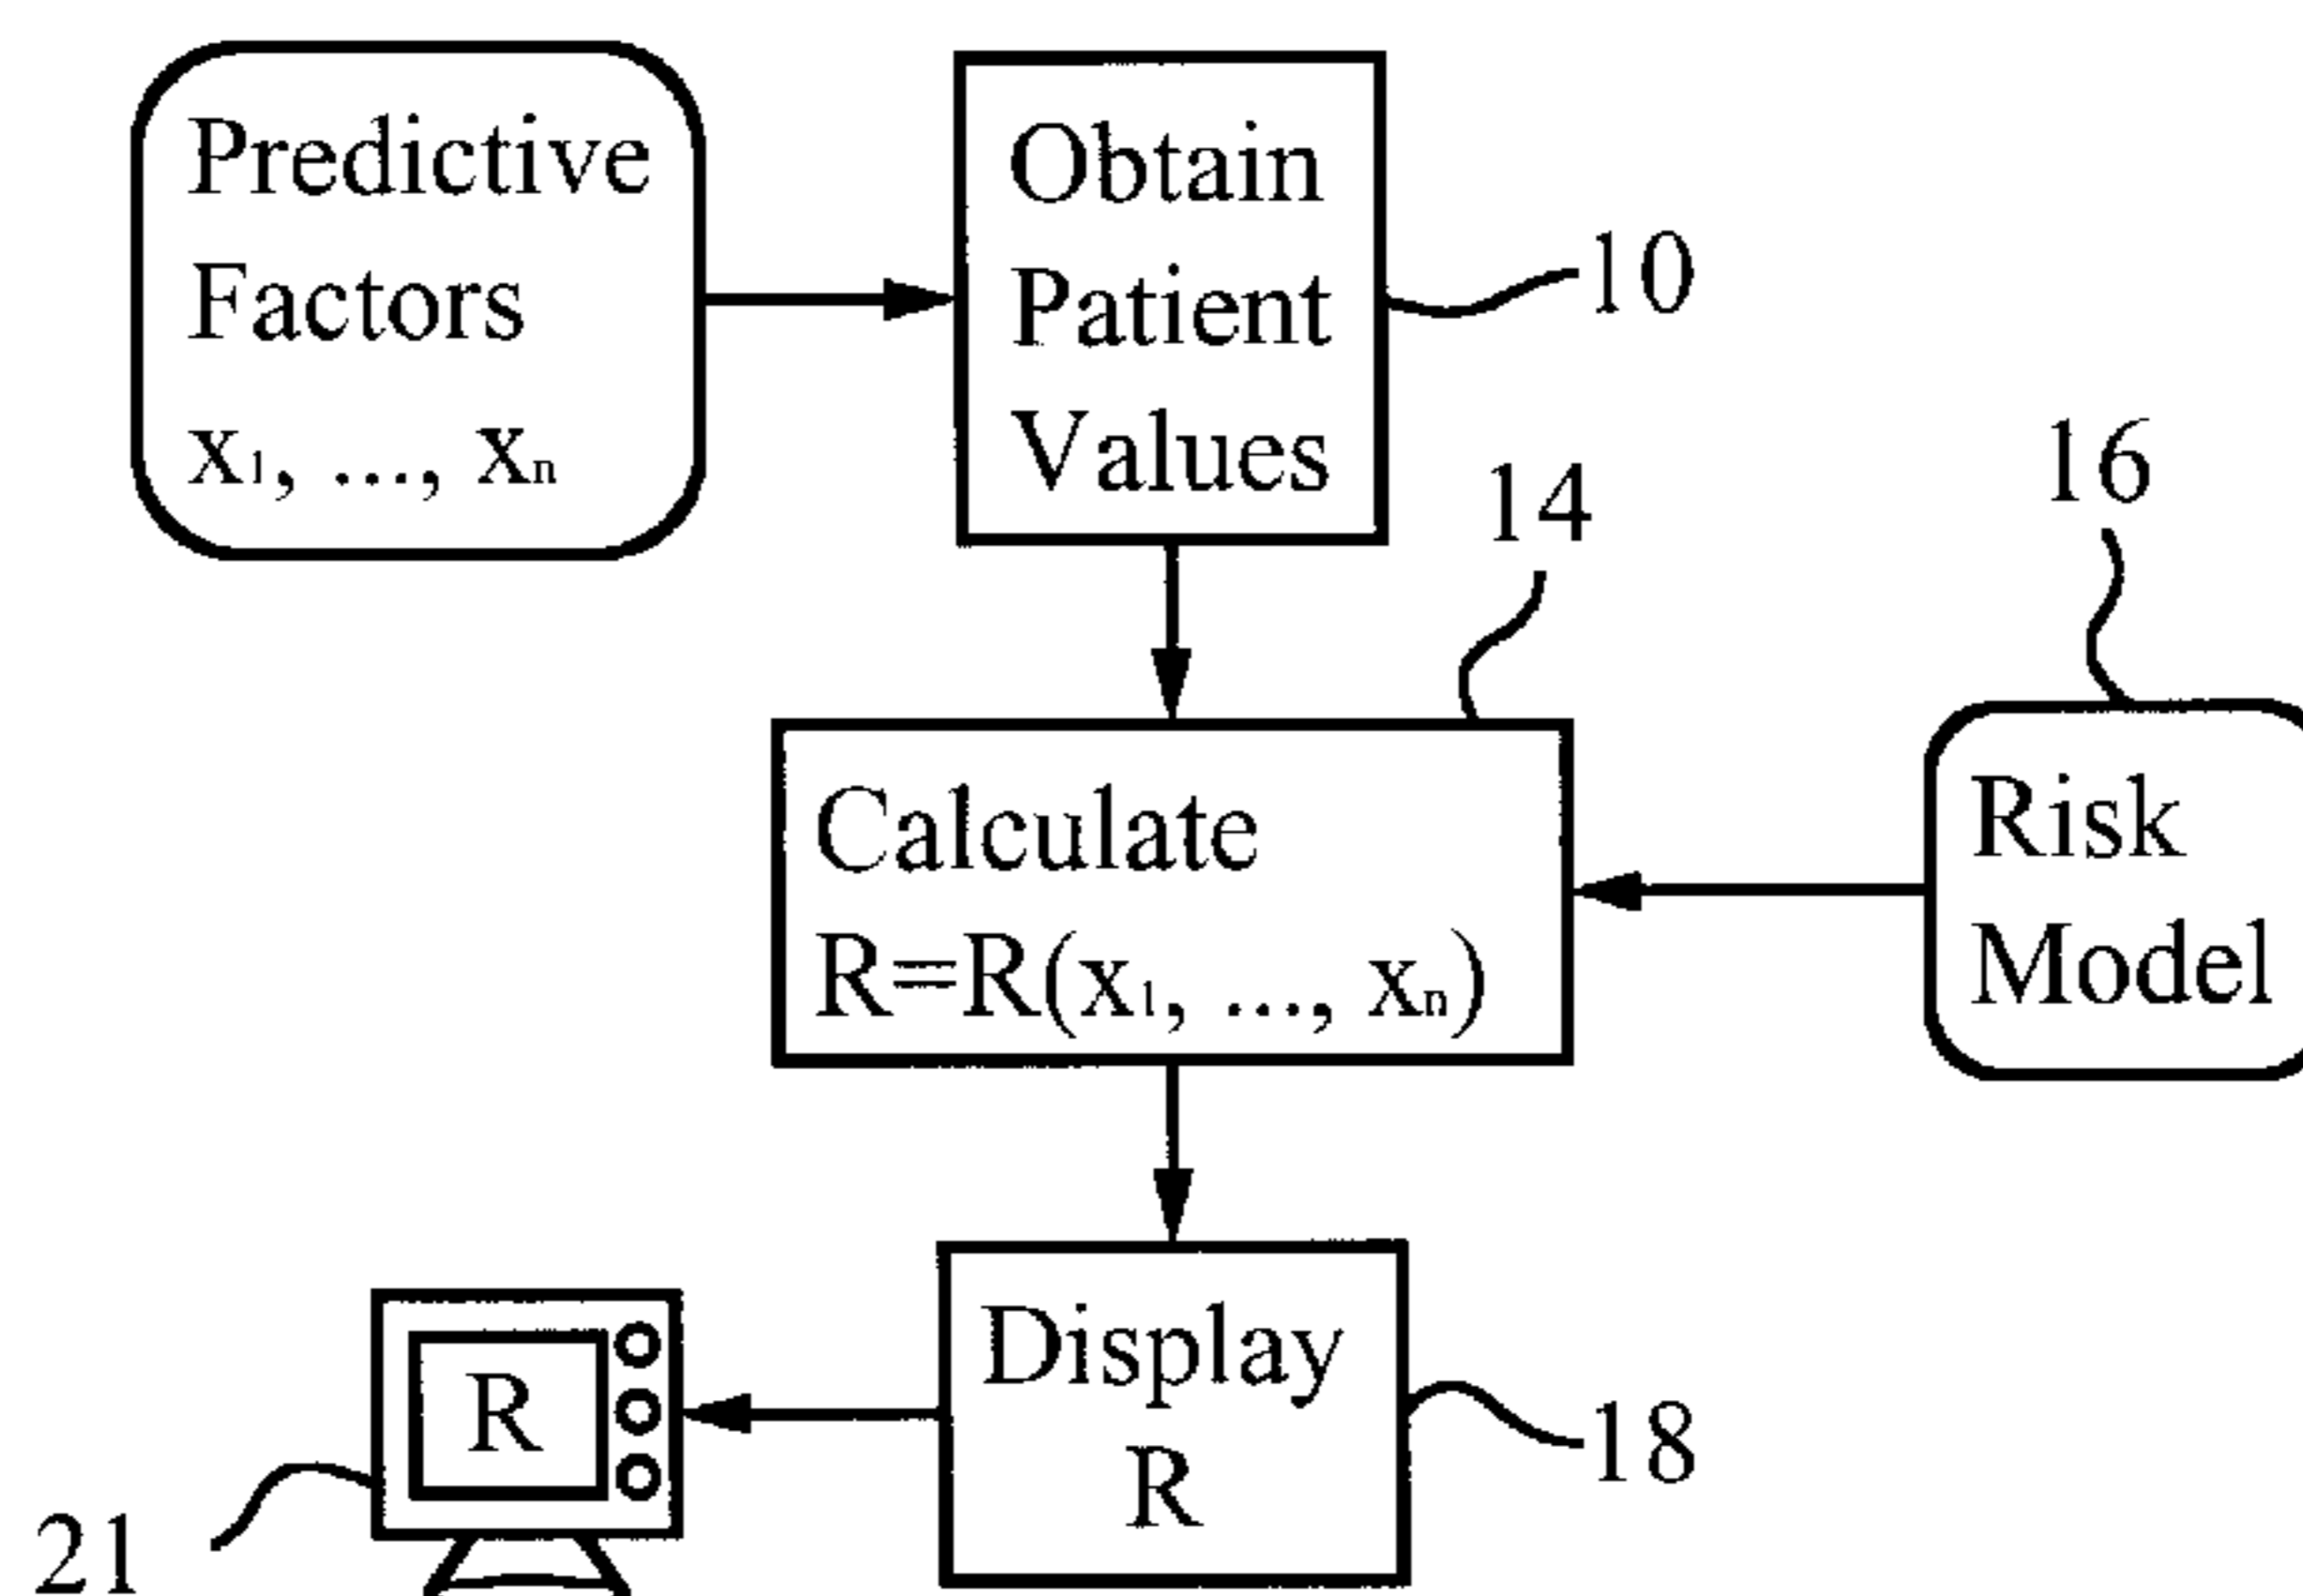 Predictive
Factors
x₁, ..., xₙ
Obtain
Patient
Values
10
14
16
Calculate
R=R(x₁, ..., xₙ)
Risk
Model
Display
R
18
R
21